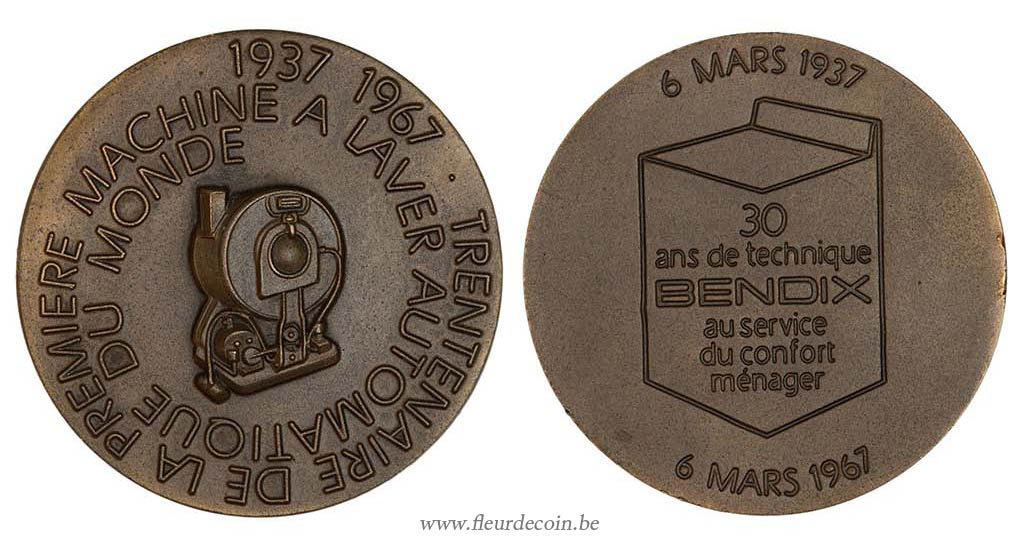 1937 1967 · TRENTENAIRE DE LA PREMIERE MACHINE A LAVER AUTOMATIQUE DU MONDE
6 MARS 1937
30
ans de technique
BENDIX
au service
du confort
ménager
6 MARS 1967
www.fleurdecoin.be